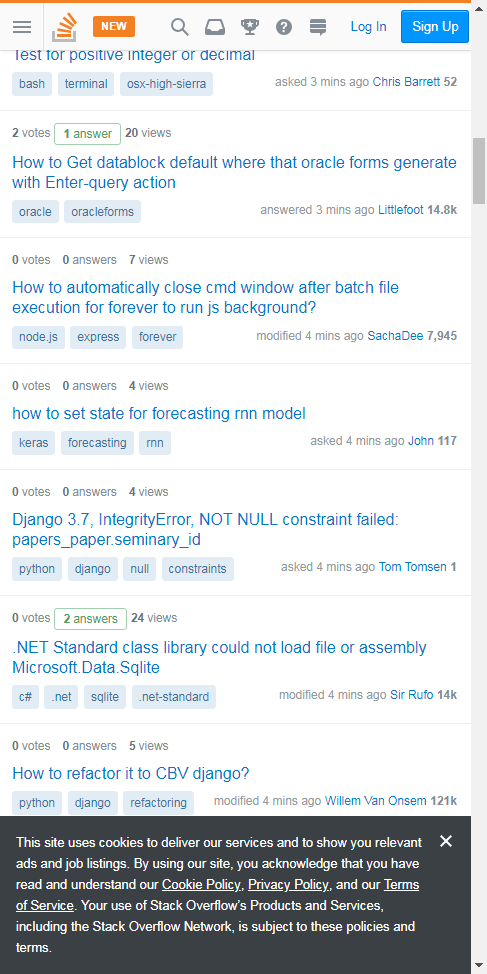 NEW
Log In
Sign Up
Test for positive integer or decimal
bash terminal osx-high-sierra
asked 3 mins ago Chris Barrett 52
2 votes 1 answer 20 views
How to Get datablock default where that oracle forms generate
with Enter-query action
oracle oracleforms
answered 3 mins ago Littlefoot 14.8k
0 votes 0 answers 7 views
How to automatically close cmd window after batch file
execution for forever to run js background?
node.js express forever
modified 4 mins ago SachaDee 7,945
0 votes 0 answers 4 views
how to set state for forecasting rnn model
keras forecasting rnn
asked 4 mins ago John 117
0 votes 0 answers 4 views
Django 3.7, IntegrityError, NOT NULL constraint failed:
papers_paper.seminary_id
python django null constraints
asked 4 mins ago Tom Tomsen 1
0 votes 2 answers 24 views
.NET Standard class library could not load file or assembly
Microsoft.Data.Sqlite
c# .net sqlite .net-standard
modified 4 mins ago Sir Rufo 14k
0 votes 0 answers 5 views
How to refactor it to CBV django?
python django refactoring
modified 4 mins ago Willem Van Onsem 121k
This site uses cookies to deliver our services and to show you relevant
ads and job listings. By using our site, you acknowledge that you have
read and understand our Cookie Policy, Privacy Policy, and our Terms
of Service. Your use of Stack Overflow's Products and Services,
including the Stack Overflow Network, is subject to these policies and
terms.